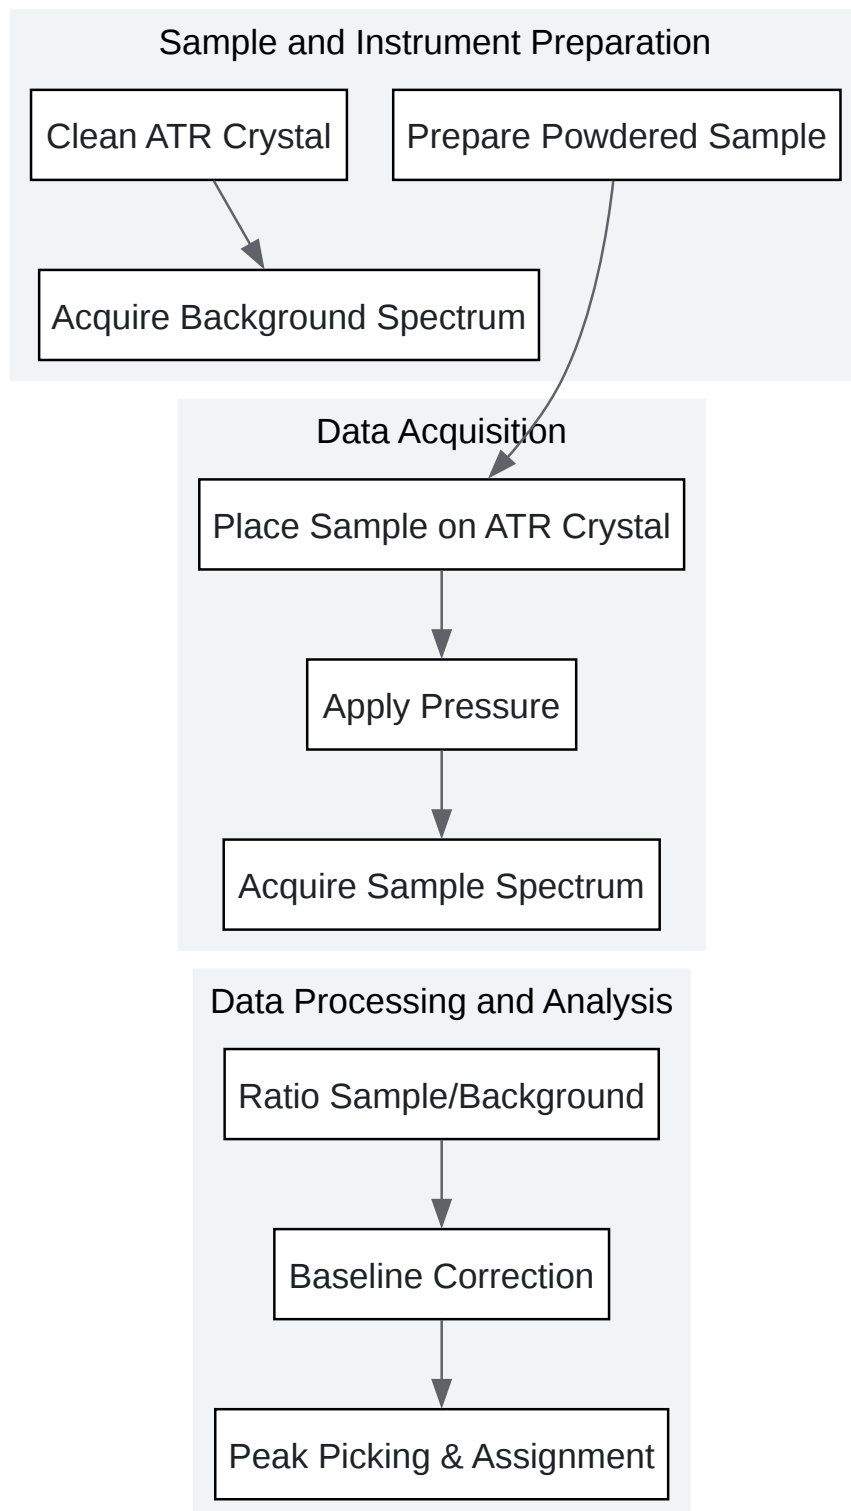 Sample and Instrument Preparation
Clean ATR Crystal
Prepare Powdered Sample
Acquire Background Spectrum
Data Acquisition
Place Sample on ATR Crystal
Apply Pressure
Acquire Sample Spectrum
Data Processing and Analysis
Ratio Sample/Background
Baseline Correction
Peak Picking & Assignment